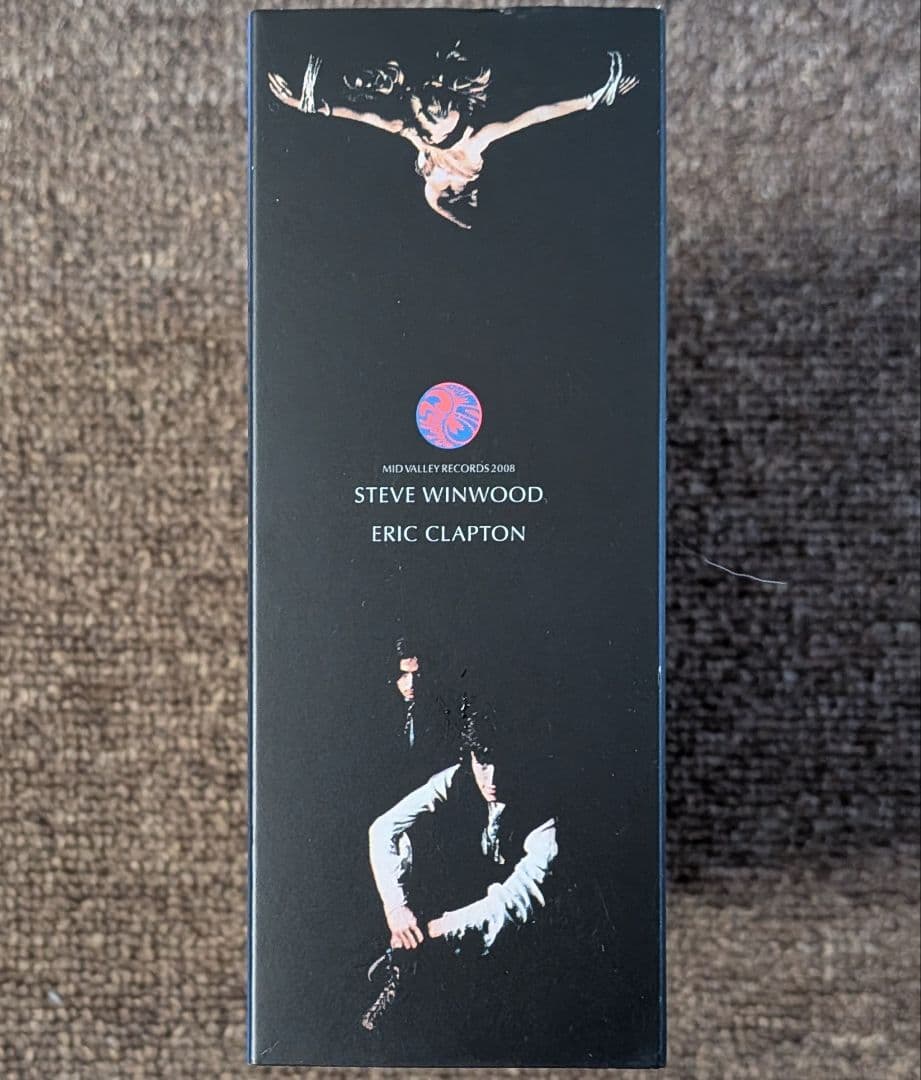 MID VALLEY RECORDS 2008
STEVE WINWOOD,
ERIC CLAPTON